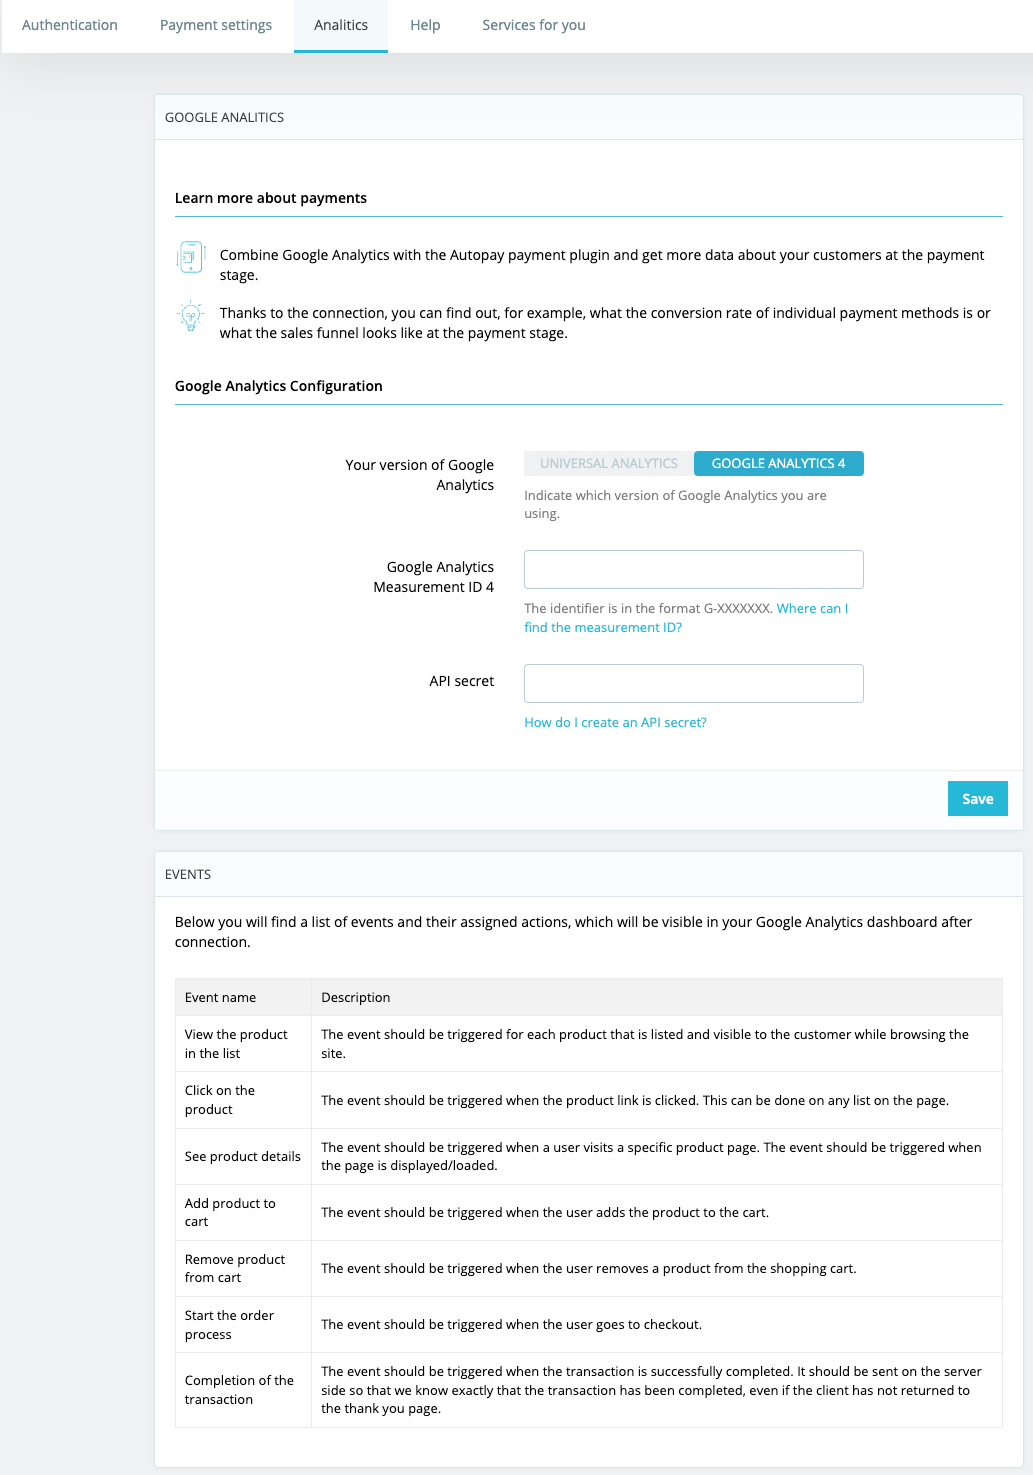 Authentication Payment settings Analitics Help Services for you
GOOGLE ANALITICS
Learn more about payments
Combine Google Analytics with the Autopay payment plugin and get more data about your customers at the payment
stage.
Thanks to the connection, you can find out, for example, what the conversion rate of individual payment methods is or
what the sales funnel looks like at the payment stage.
Google Analytics Configuration
Your version of Google
Analytics
UNIVERSAL ANALYTICS GOOGLE ANALYTICS 4
Indicate which version of Google Analytics you are
using.
Google Analytics
Measurement ID 4
The identifier is in the format G-XXXXXXX. Where can I
find the measurement ID?
API secret
How do I create an API secret?
Save
EVENTS
Below you will find a list of events and their assigned actions, which will be visible in your Google Analytics dashboard after
connection.
Event name Description
View the product
in the list
The event should be triggered for each product that is listed and visible to the customer while browsing the
site.
Click on the
product
The event should be triggered when the product link is clicked. This can be done on any list on the page.
See product details
The event should be triggered when a user visits a specific product page. The event should be triggered when
the page is displayed/loaded.
Add product to
cart
The event should be triggered when the user adds the product to the cart.
Remove product
from cart
The event should be triggered when the user removes a product from the shopping cart.
Start the order
process
The event should be triggered when the user goes to checkout.
Completion of the
transaction
The event should be triggered when the transaction is successfully completed. It should be sent on the server
side so that we know exactly that the transaction has been completed, even if the client has not returned to
the thank you page.